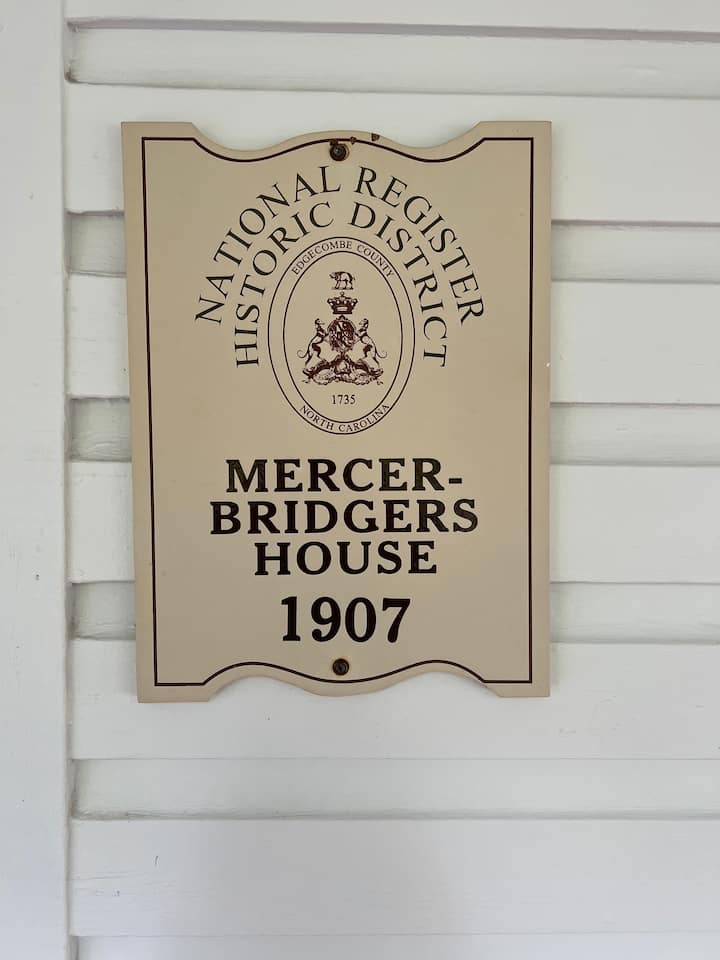 NATIONAL REGISTER
HISTORIC DISTRICT
EDGECOMBE COUNTY
1735
NORTH CAROLINA
MERCER-
BRIDGERS
HOUSE
1907